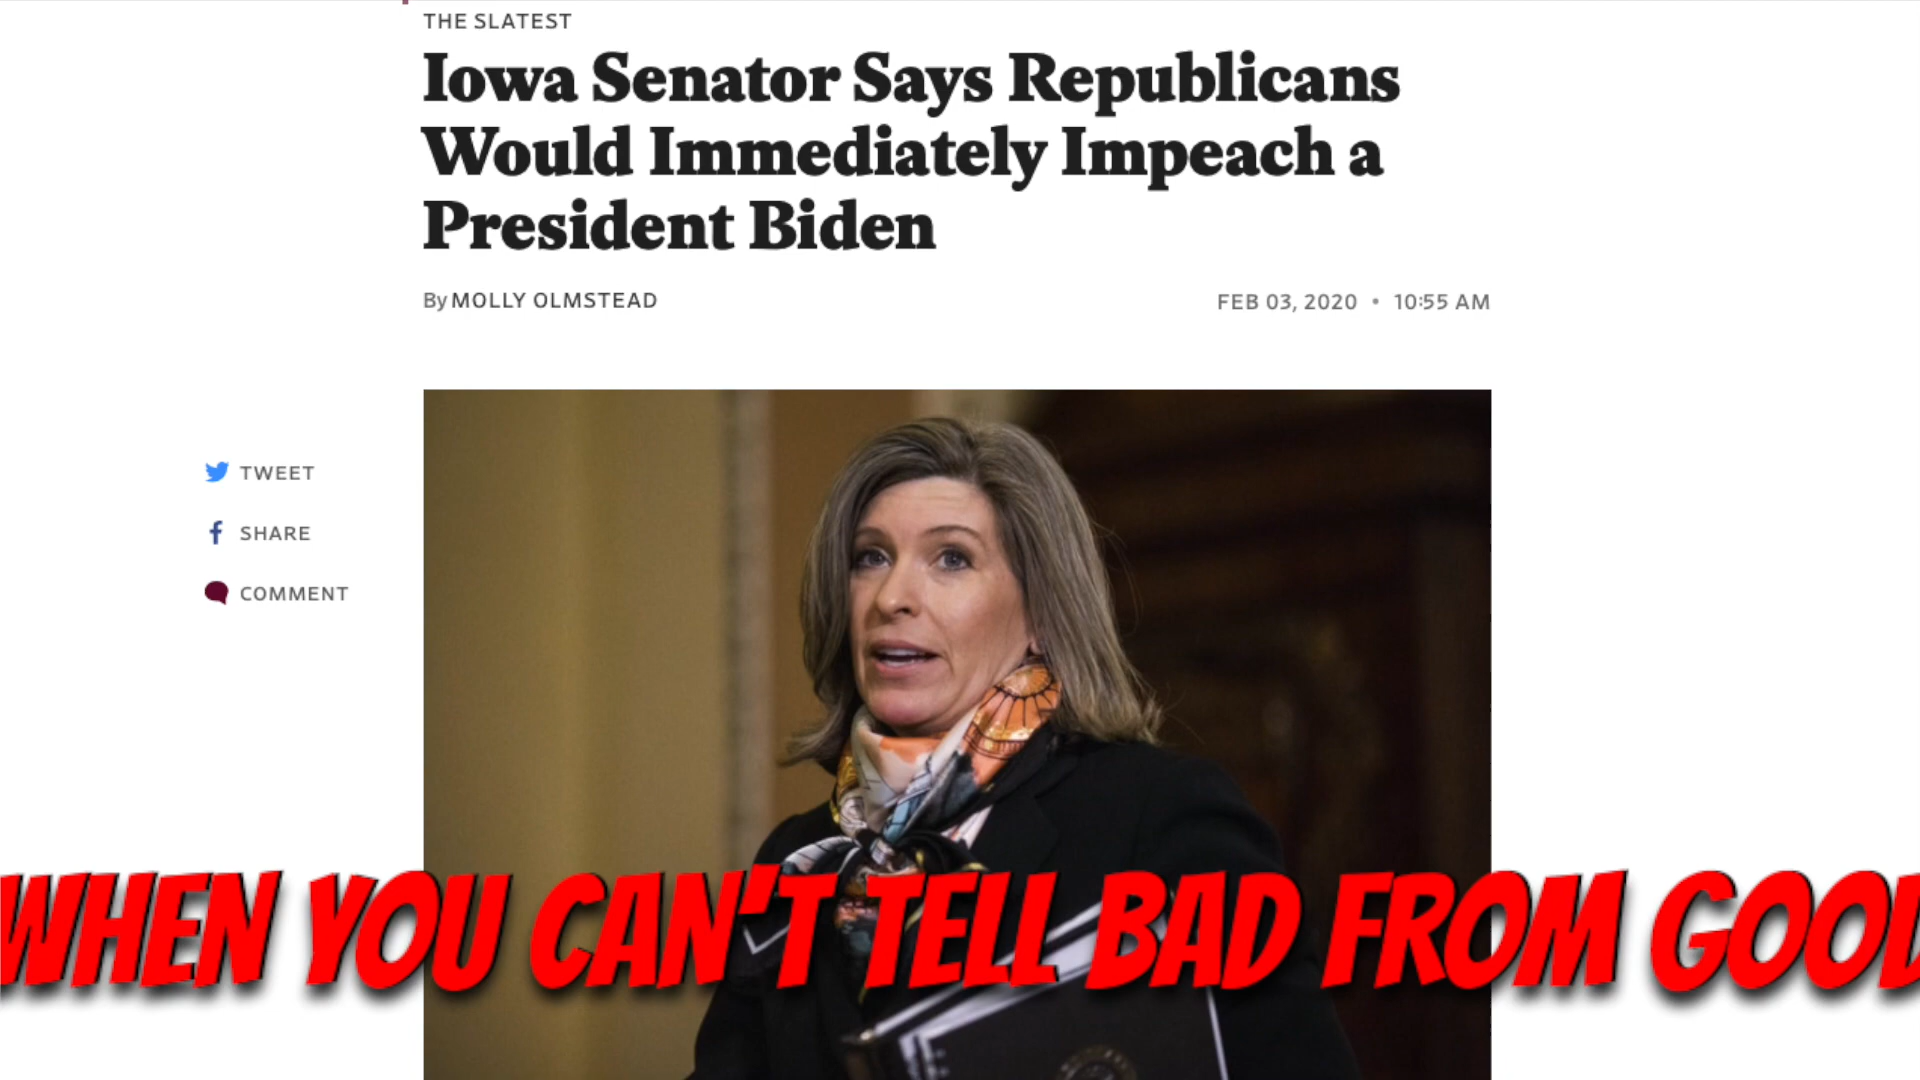 THE SLATEST
Iowa Senator Says Republicans
Would Immediately Impeach a
President Biden
By MOLLY OLMSTEAD
FEB 03, 2020 • 10:55 AM
TWEET
SHARE
COMMENT
WHEN YOU CAN'T TELL BAD FROM GOOD